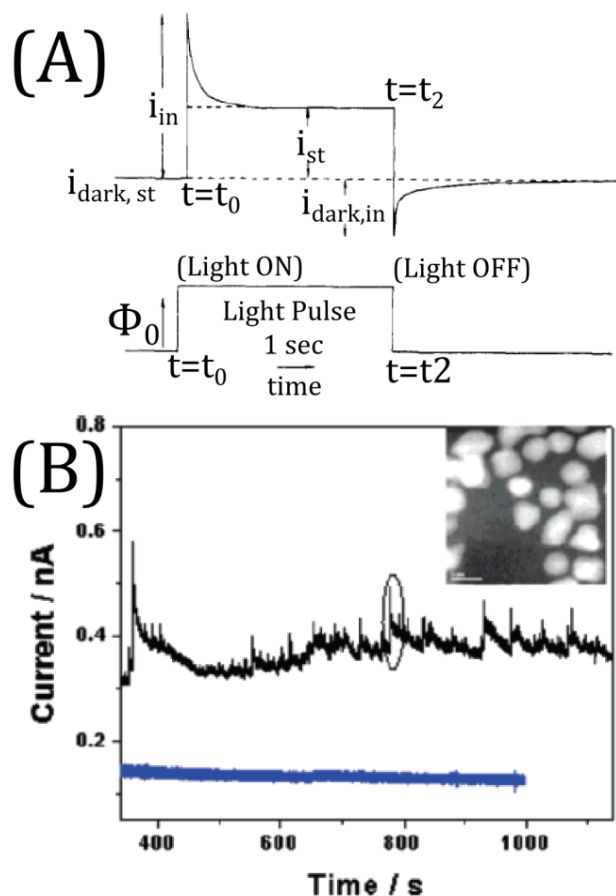 (A)
i_in
t=t_2
i_st
i_dark, st
t=t_0
i_dark,in
(Light ON)
(Light OFF)
Φ_0
Light Pulse
1 sec
time
t=t_0
t=t2
(B)
0.8
0.6
0.4
0.2
Current / nA
400
600
800
1000
Time / s